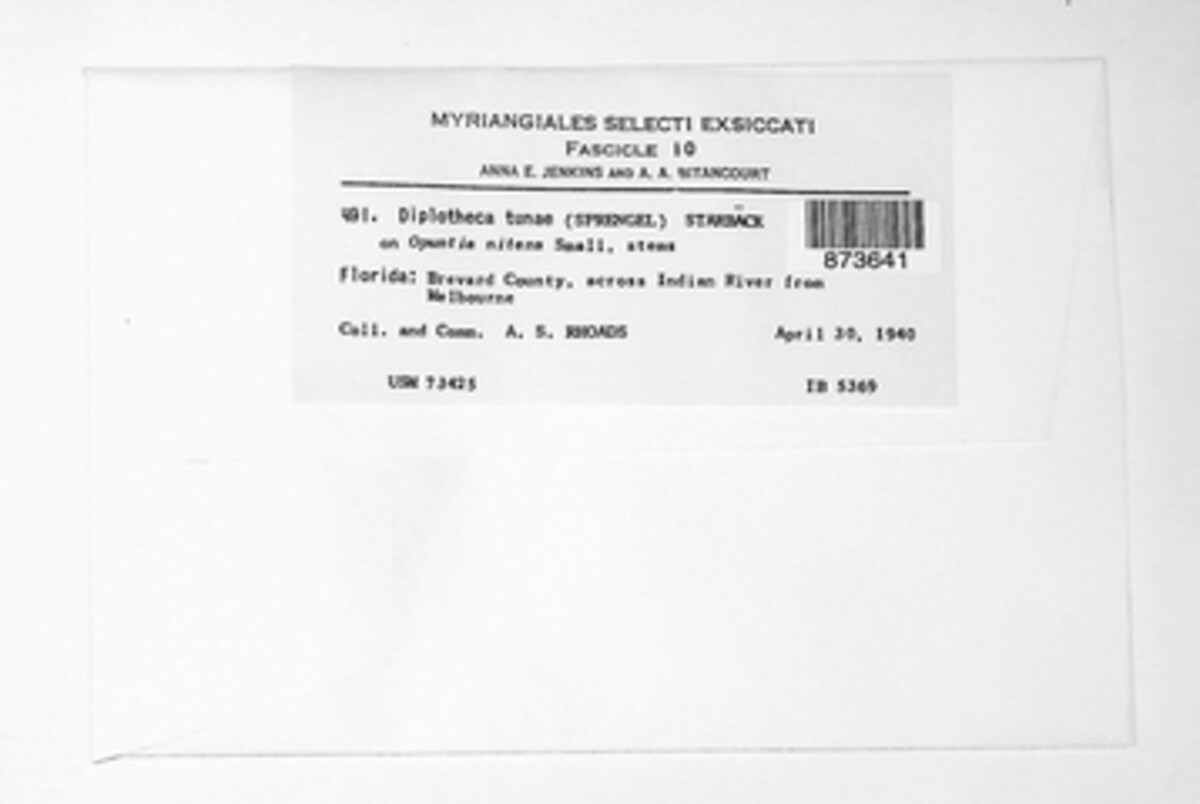 MYRIANGIALES SELECTI EXSICCATI
FASCICLE 10
ANNA E. JENKINS AND A. A. BITANCOURT
491. Diplotheca tunae (SPRENGEL) STARBÄCK
on Opuntia nitens Small, stems
873641
Florida: Brevard County, across Indian River from
Melbourne
Coll. and Comm. A. S. RHOADS April 30, 1940
USM 73425 IB 5369